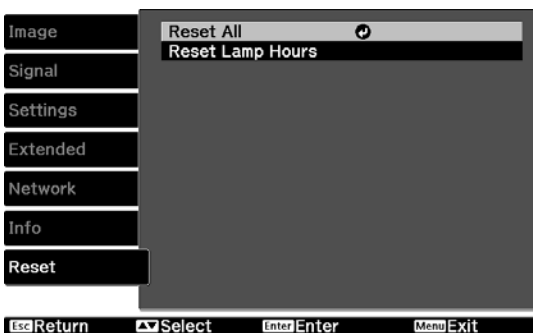 Image
Signal
Settings
Extended
Network
Info
Reset
Reset All
Reset Lamp Hours
Esc Return Select Enter Enter Menu Exit